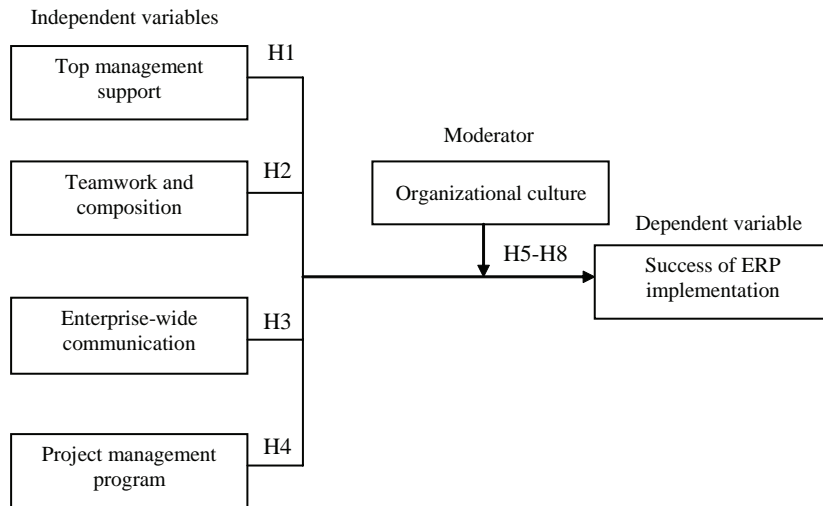 Independent variables
H1
Top management
support
Moderator
H2
Teamwork and
composition
Organizational culture
Dependent variable
H5-H8
Success of ERP
implementation
Enterprise-wide
communication
H3
Project management
program
H4